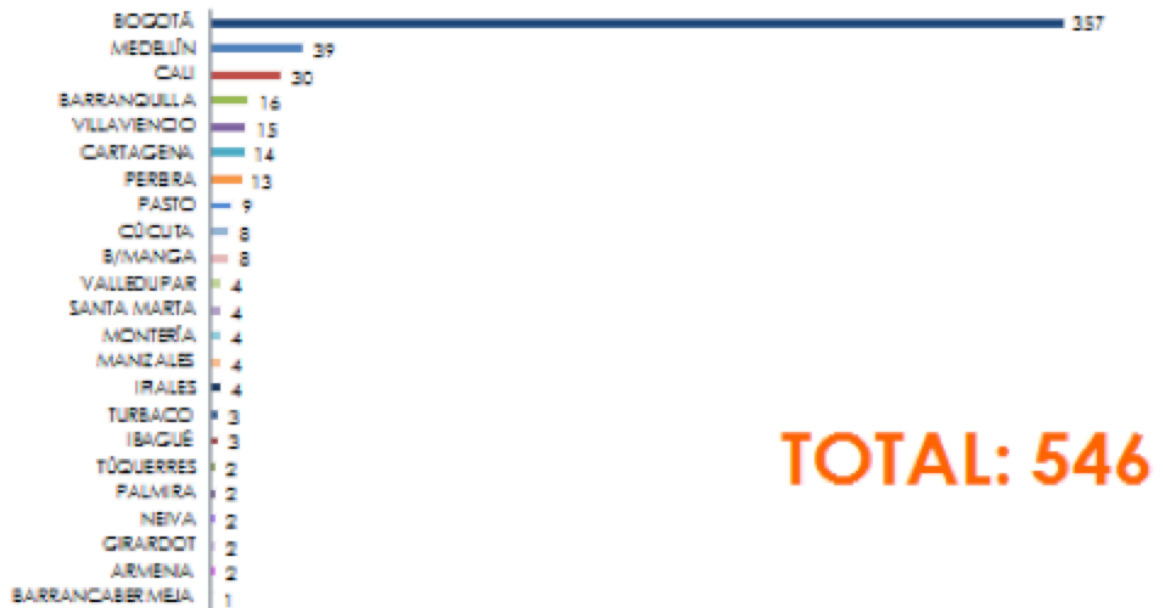 BOGOTÁ 357
MEDELLÍN 39
CALI 30
BARRANQUILLA 16
VILLAVIENCIO 15
CARTAGENA 14
PERBIRA 13
PASTO 9
CÚCUTA 8
B/MANGA 8
VALLEDUPAR 4
SANTA MARTA 4
MONTERÍA 4
MANIZALES 4
IPIALES 4
TURBACO 3
IBAGUÉ 3
TÚQUERRES 2
PALMIRA 2
NEIVA 2
GIRARDOT 2
ARMENIA 2
BARRANCABERMEJA 1
TOTAL: 546